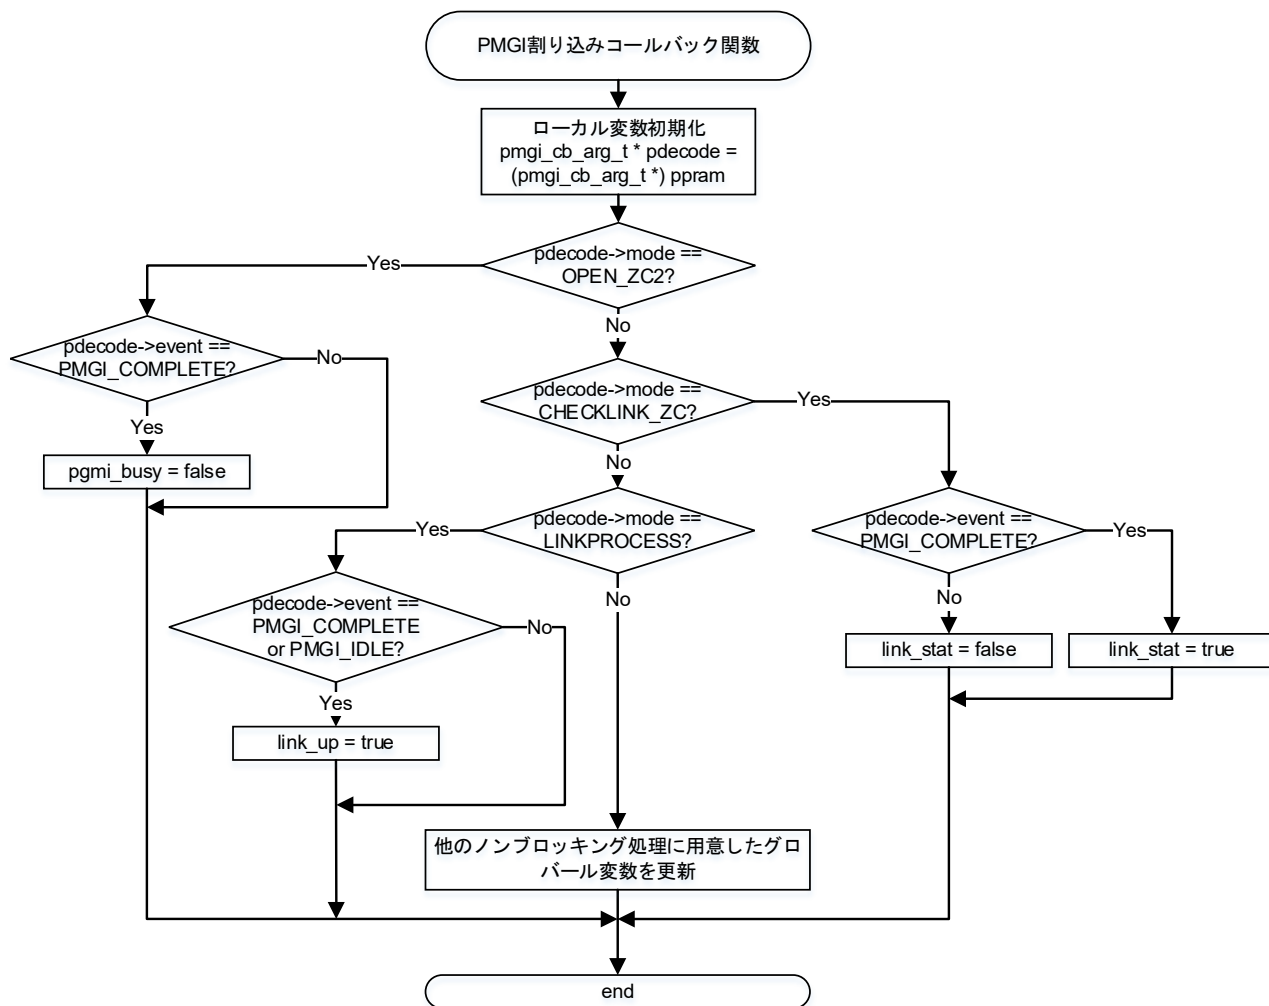 PMGI割り込みコールバック関数
ローカル変数初期化
pmgi_cb_arg_t * pdecode =
(pmgi_cb_arg_t *) ppram
pdecode->mode ==
OPEN_ZC2?
Yes
No
pdecode->event ==
PMGI_COMPLETE?
No
Yes
pgmi_busy = false
pdecode->mode ==
CHECKLINK_ZC?
Yes
No
pdecode->mode ==
LINKPROCESS?
Yes
No
pdecode->event ==
PMGI_COMPLETE?
Yes
No
link_stat = false
link_stat = true
pdecode->event ==
PMGI_COMPLETE
or PMGI_IDLE?
No
Yes
link_up = true
他のノンブロッキング処理に用意したグロ
バール変数を更新
end